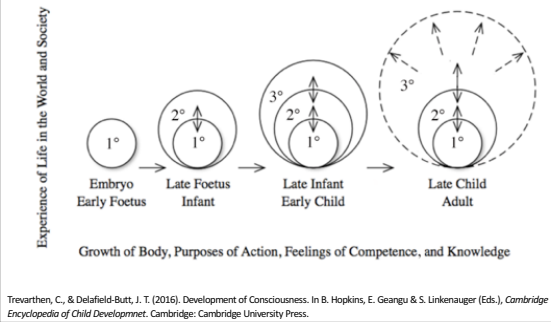 Experience of Life in the World and Society
1°
2°
1°
3°
2°
1°
3°
2°
1°
Embryo
Early Foetus
Late Foetus
Infant
Late Infant
Early Child
Late Child
Adult
Growth of Body, Purposes of Action, Feelings of Competence, and Knowledge
Trevarthen, C., & Delafield-Butt, J. T. (2016). Development of Consciousness. In B. Hopkins, E. Geangu & S. Linkenauger (Eds.), Cambridge
Encyclopedia of Child Developmnet. Cambridge: Cambridge University Press.